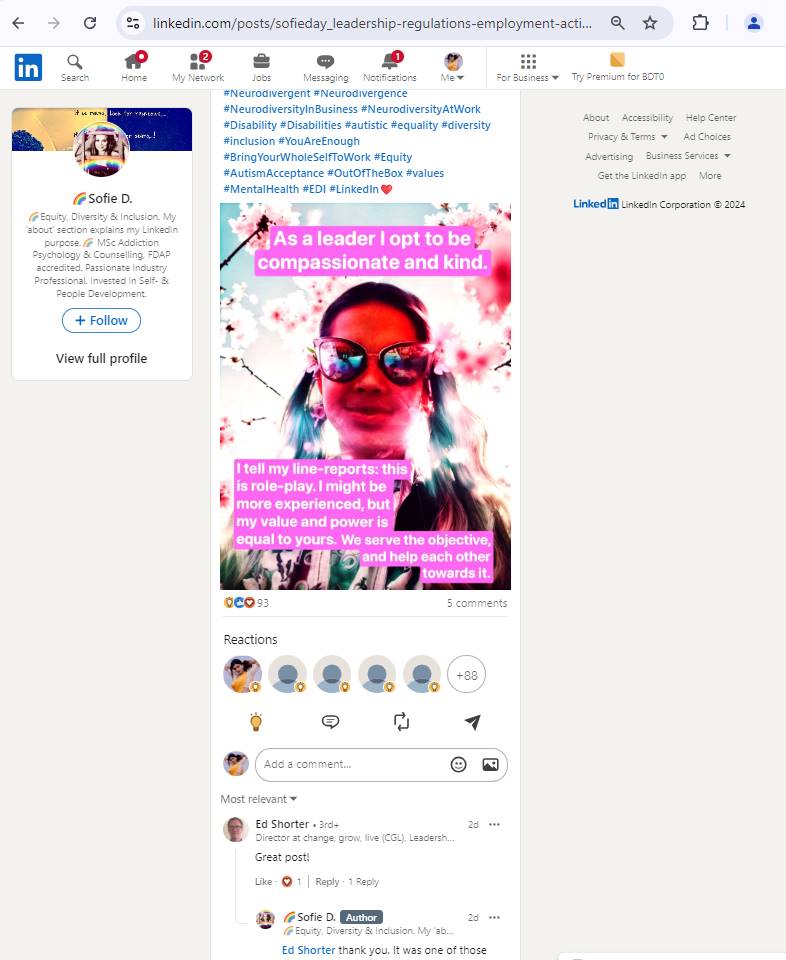 linkedin.com/posts/sofieday_leadership-regulations-employment-acti...
in
Search
Home
2
My Network
Jobs
Messaging
1
Notifications
Me
For Business
Try Premium for BDT0
🌈Sofie D.
🌈Equity, Diversity & Inclusion. My
'about' section explains my LinkedIn
purpose.🌈 MSc Addiction
Psychology & Counselling, FDAP
accredited. Passionate Industry
Professional. Invested In Self- &
People Development.
+ Follow
View full profile
#Neurodivergent #Neurodivergence
#NeurodiversityInBusiness #NeurodiversityAtWork
#Disability #Disabilities #autistic #equality #diversity
#inclusion #YouAreEnough
#BringYourWholeSelfToWork #Equity
#AutismAcceptance #OutOfTheBox #values
#MentalHealth #EDI #LinkedIn❤️
As a leader I opt to be
compassionate and kind.
I tell my line-reports: this
is role-play. I might be
more experienced, but
my value and power is
equal to yours. We serve the objective,
and help each other
towards it.
93
5 comments
Reactions
+88
Add a comment...
Most relevant
Ed Shorter • 3rd+
2d
Director at change, grow, live (CGL), Leadersh...
Great post!
Like · 1 | Reply · 1 Reply
🌈Sofie D. Author
2d
🌈Equity, Diversity & Inclusion. My 'ab...
Ed Shorter thank you. It was one of those
About Accessibility Help Center
Privacy & Terms Ad Choices
Advertising Business Services
Get the LinkedIn app More
LinkedIn LinkedIn Corporation © 2024